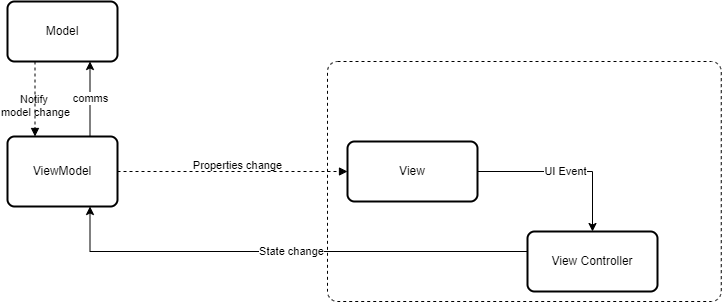 Model
Notify
model change
comms
ViewModel
Properties change
View
UI Event
State change
View Controller